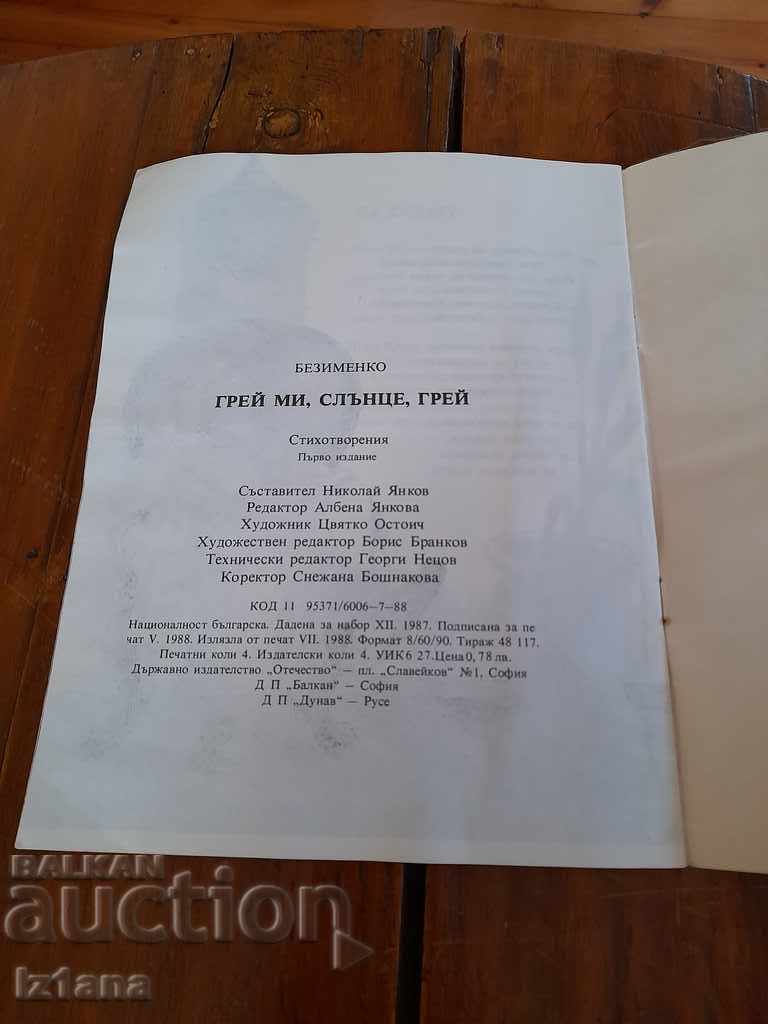 БЕЗИМЕНКО
ГРЕЙ МИ, СЛЪНЦЕ, ГРЕЙ
Стихотворения
Първо издание
Съставител Николай Янков
Редактор Албена Янкова
Художник Цвятко Остоич
Художествен редактор Борис Бранков
Технически редактор Георги Нецов
Коректор Снежана Бошнакова
КОД 11 95371/6006—7—88
Националност българска. Дадена за набор XII. 1987. Подписана за пе
чат V. 1988. Излязла от печат VII. 1988. Формат 8/60/90. Тираж 48 117.
Печатни коли 4. Издателски коли 4. УИК6 27.Цена 0,78 лв.
Държавно издателство „Отечество“ — пл. „Славейков“ №1, София
Д П „Балкан“ — София
Д П „Дунав“ — Русе
BALKAN
auction
iz1ana